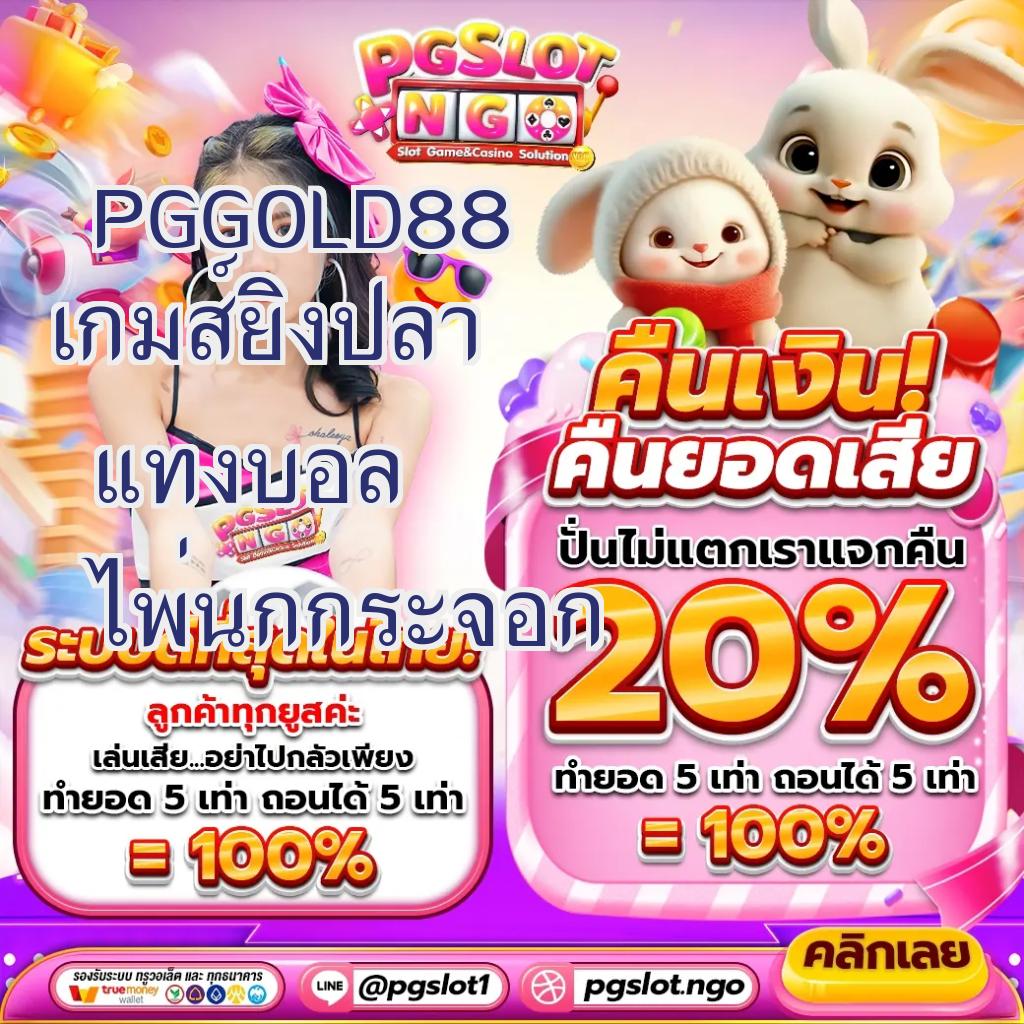 PGSLOT
NGO
Slot Game&Casino Solution
PGGOLD88
เกมส์ยิงปลา
แทงบอล
ไพ่นกกระจอก
PGSLOT
NGO
Slot Game&Casino Solution
คืนเงิน!
คืนยอดเสีย
ปั่นไม่แตกเราแจกคืน
20%
ทำยอด 5 เท่า ถอนได้ 5 เท่า
= 100%
ลูกค้าทุกยูสค่ะ
เล่นเสีย...อย่าไปกลัวเพียง
ทำยอด 5 เท่า ถอนได้ 5 เท่า
= 100%
คลิกเลย
รองรับระบบ ทรูวอเล็ต และ ทุกธนาคาร
truemoney
wallet
LINE @pgslot1
pgslot.ngo